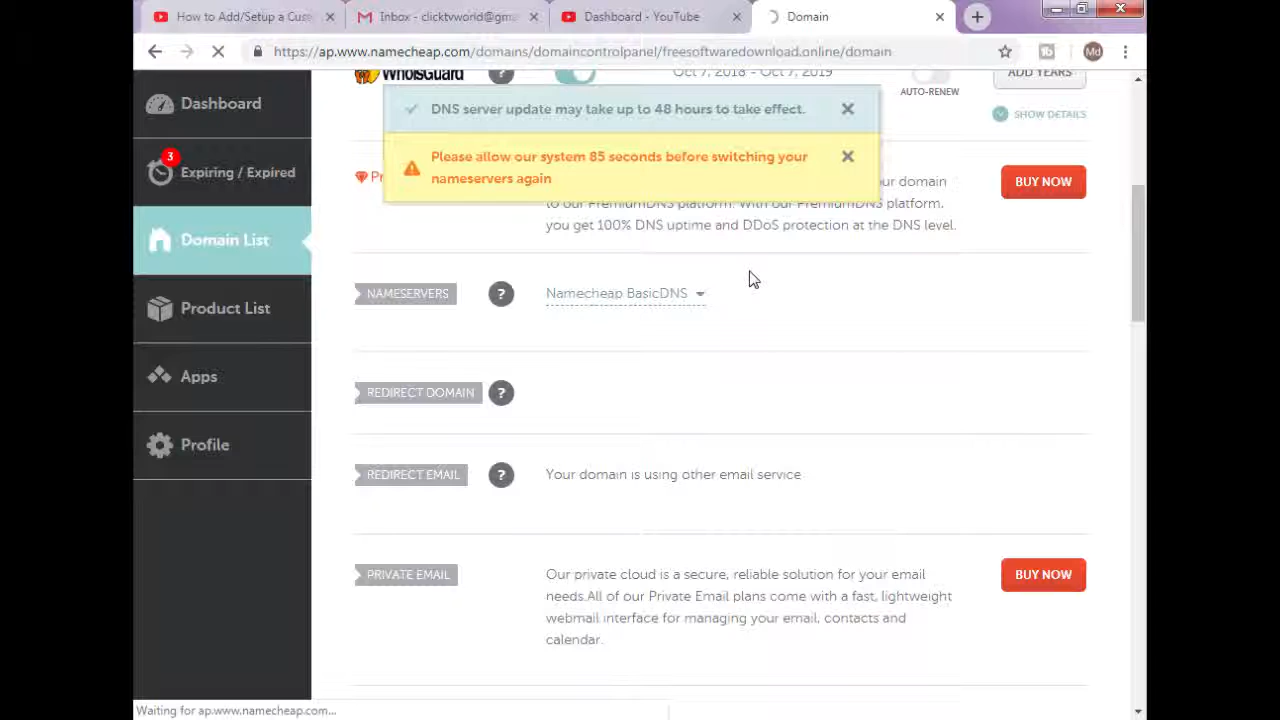 How to Add/Setup a Cust
Inbox - clicktvworld@gm
Dashboard - YouTube
Domain
https://ap.www.namecheap.com/domains/domaincontrolpanel/freesoftwaredownload.online/domain
Md
Dashboard
3
Expiring / Expired
Domain List
Product List
Apps
Profile
WhoisGuard
?
Oct 7, 2018 - Oct 7, 2019
AUTO-RENEW
ADD YEARS
SHOW DETAILS
DNS server update may take up to 48 hours to take effect.
Please allow our system 85 seconds before switching your
nameservers again
Pr
our domain
BUY NOW
to our PremiumDNS platform. With our PremiumDNS platform,
you get 100% DNS uptime and DDoS protection at the DNS level.
NAMESERVERS
?
Namecheap BasicDNS
REDIRECT DOMAIN
?
REDIRECT EMAIL
?
Your domain is using other email service
PRIVATE EMAIL
Our private cloud is a secure, reliable solution for your email
needs.All of our Private Email plans come with a fast, lightweight
webmail interface for managing your email, contacts and
calendar.
BUY NOW
Waiting for ap.www.namecheap.com...